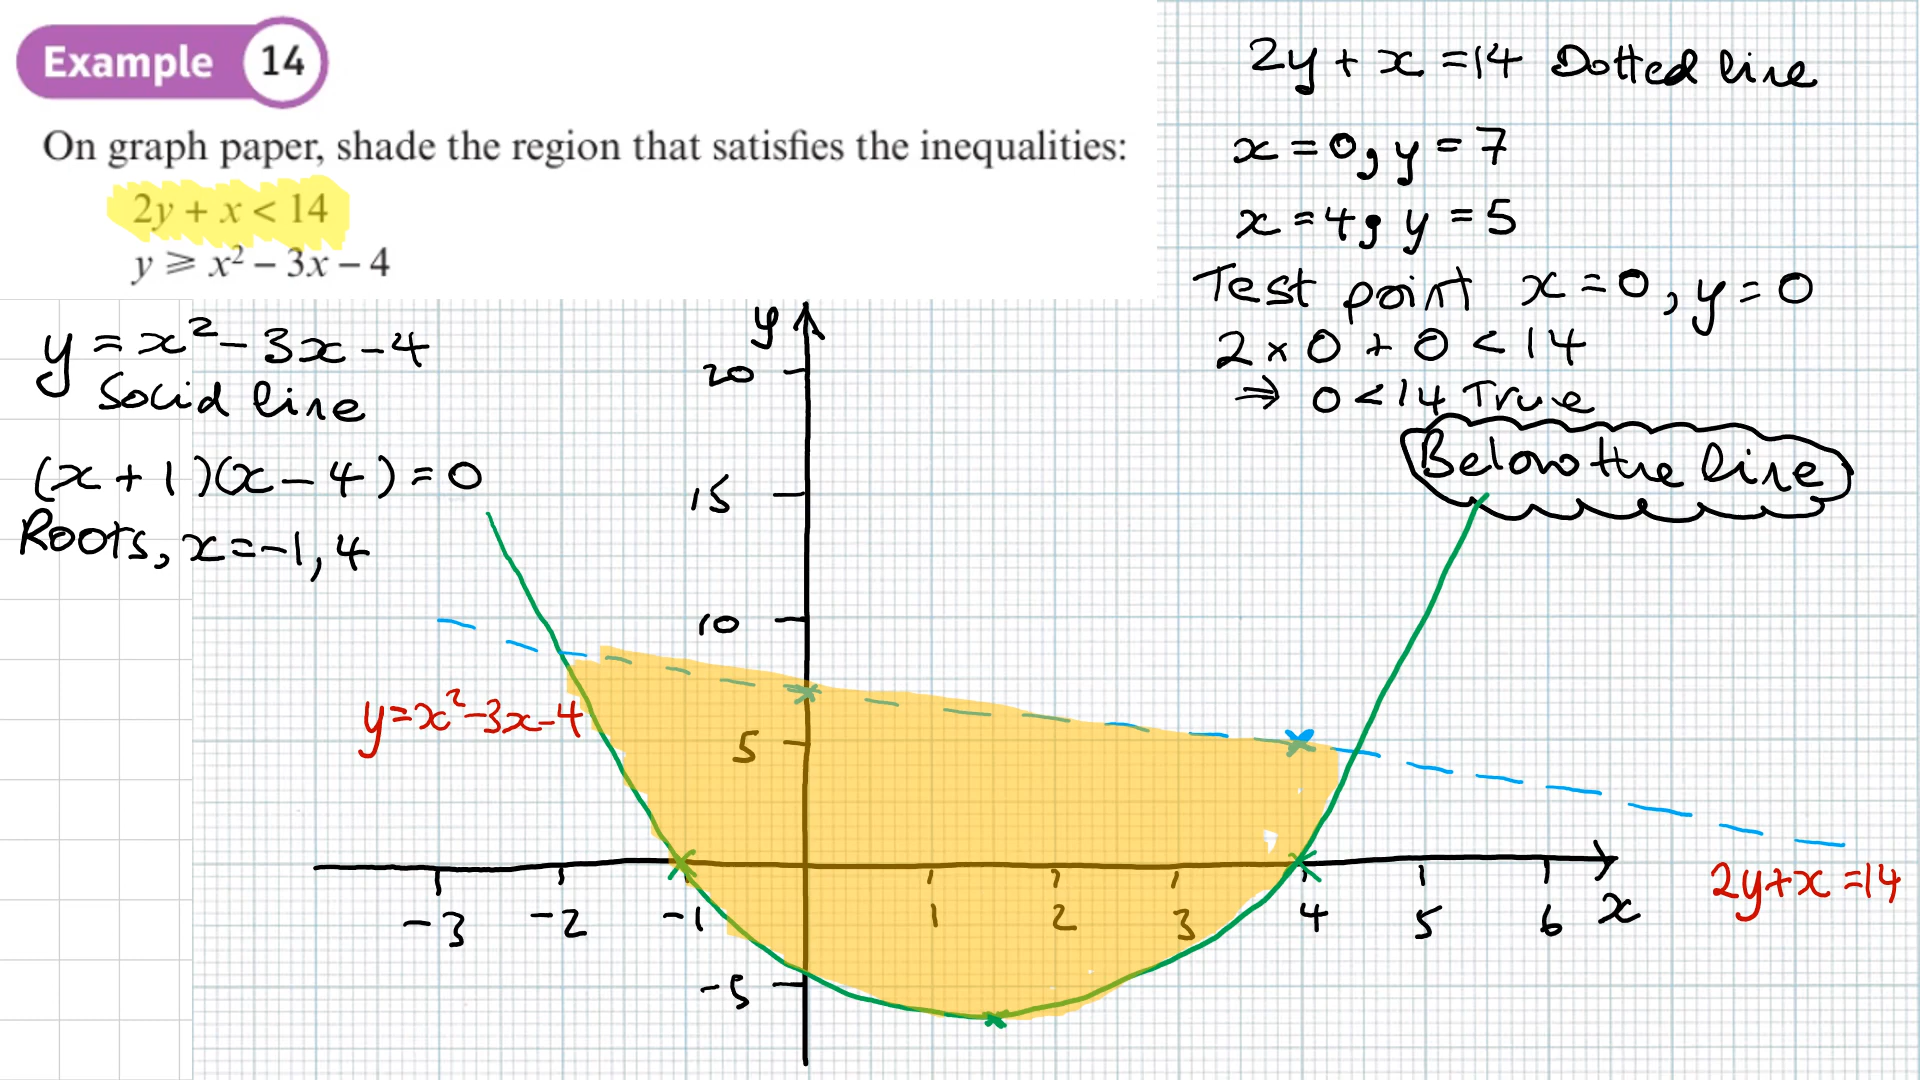 Example 14
On graph paper, shade the region that satisfies the inequalities:
2y + x < 14
y ⩾ x² – 3x – 4
y = x² – 3x – 4
Solid line
(x + 1)(x – 4) = 0
Roots, x = -1, 4
2y + x = 14 Dotted line
x = 0, y = 7
x = 4, y = 5
Test point x = 0, y = 0
2 × 0 + 0 < 14
⇒ 0 < 14 True
Below the line
y
20
15
10
5
-5
-3 -2 -1 1 2 3 4 5 6 x
y = x² – 3x – 4
2y + x = 14